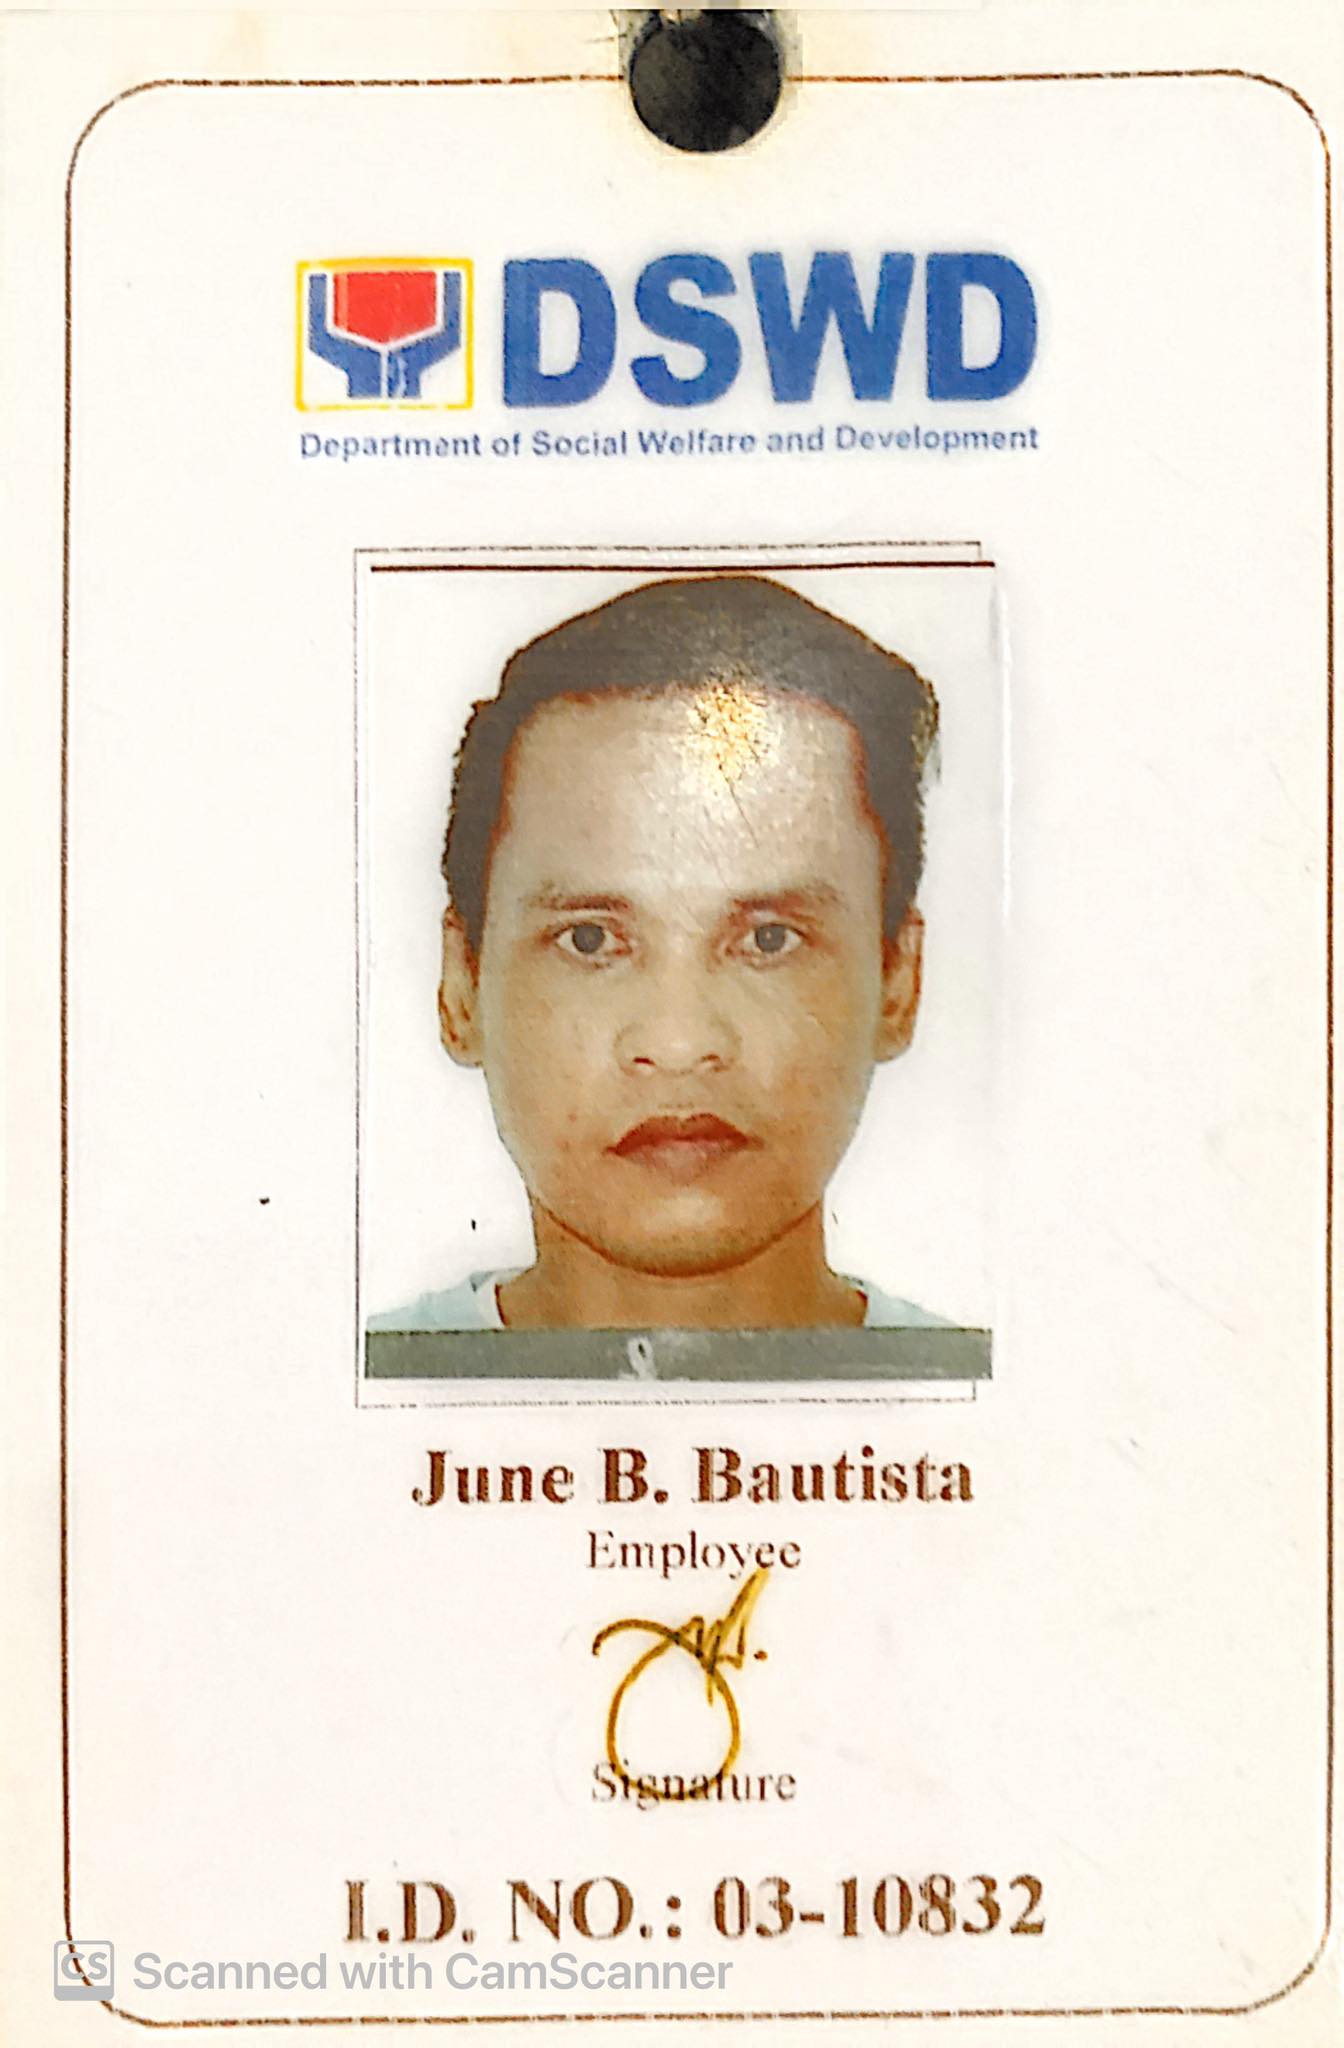 DSWD
Department of Social Welfare and Development
June B. Bautista
Employee
Signature
I.D. NO.: 03-10832
CS Scanned with CamScanner